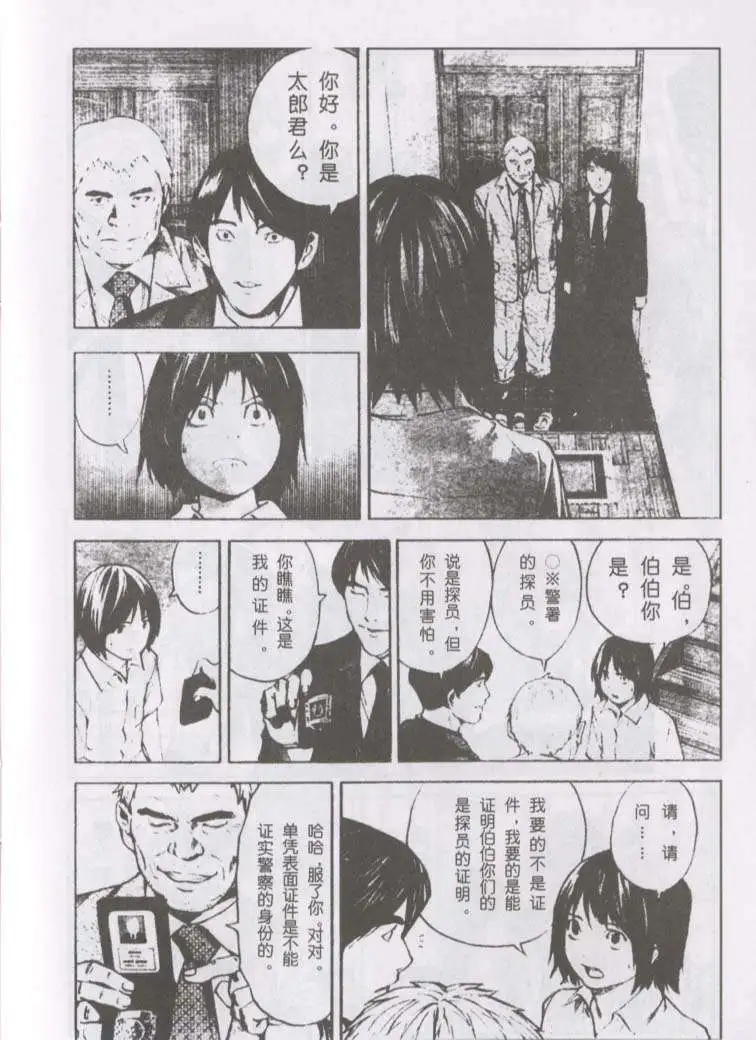 你好。你是
太郎君么？
………
是。伯，
伯伯你
是？
○※警署
的探员。
说是探员，但
你不用害怕。
你瞧瞧。这是
我的证件。
………
请，请
问……
我要的不是证
件，我要的是能
证明伯伯你们的
是探员的证明。
…
哈哈，服了你。对对。
单凭表面证件是不能
证实警察的身份的。